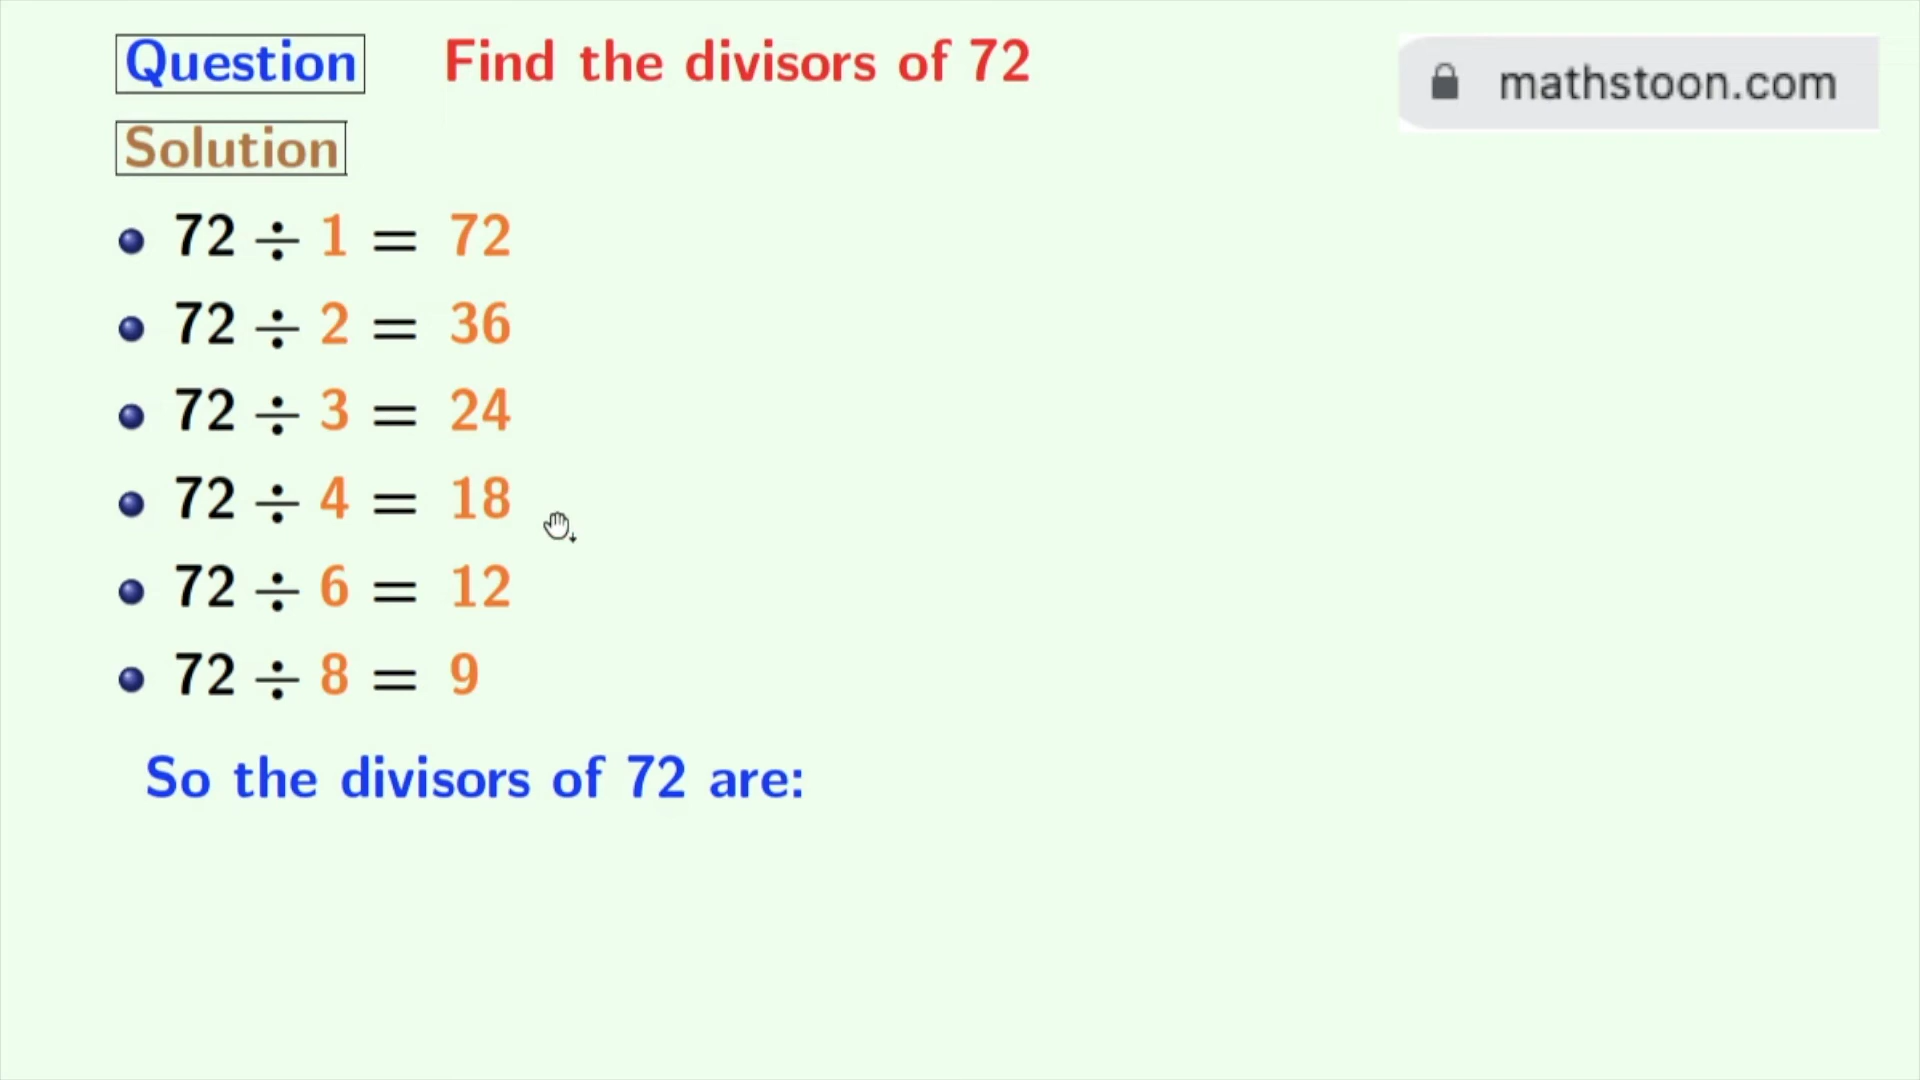 Question Find the divisors of 72
mathstoon.com
Solution
72 ÷ 1 = 72
72 ÷ 2 = 36
72 ÷ 3 = 24
72 ÷ 4 = 18
72 ÷ 6 = 12
72 ÷ 8 = 9
So the divisors of 72 are: